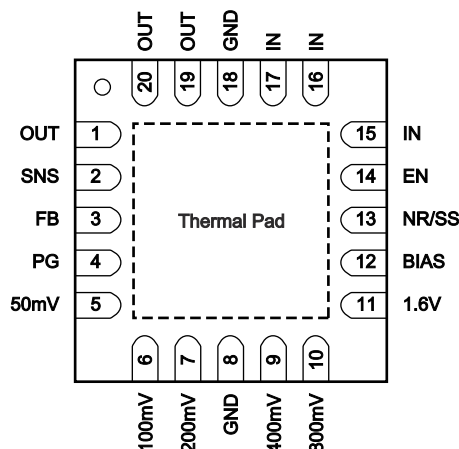 OUT
OUT
GND
IN
IN
20
19
18
17
16
OUT 1
15 IN
SNS 2
14 EN
FB 3
Thermal Pad
13 NR/SS
PG 4
12 BIAS
50mV 5
11 1.6V
6
7
8
9
10
100mV
200mV
GND
400mV
800mV